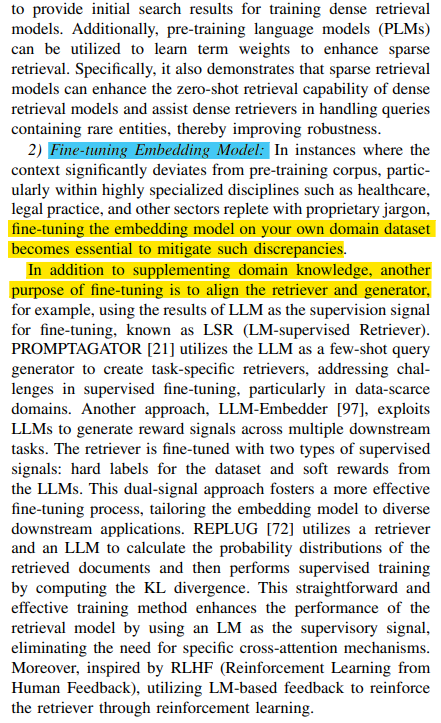 to provide initial search results for training dense retrieval
models. Additionally, pre-training language models (PLMs)
can be utilized to learn term weights to enhance sparse
retrieval. Specifically, it also demonstrates that sparse retrieval
models can enhance the zero-shot retrieval capability of dense
retrieval models and assist dense retrievers in handling queries
containing rare entities, thereby improving robustness.
2) Fine-tuning Embedding Model: In instances where the
context significantly deviates from pre-training corpus, partic-
ularly within highly specialized disciplines such as healthcare,
legal practice, and other sectors replete with proprietary jargon,
fine-tuning the embedding model on your own domain dataset
becomes essential to mitigate such discrepancies.
In addition to supplementing domain knowledge, another
purpose of fine-tuning is to align the retriever and generator,
for example, using the results of LLM as the supervision signal
for fine-tuning, known as LSR (LM-supervised Retriever).
PROMPTAGATOR [21] utilizes the LLM as a few-shot query
generator to create task-specific retrievers, addressing chal-
lenges in supervised fine-tuning, particularly in data-scarce
domains. Another approach, LLM-Embedder [97], exploits
LLMs to generate reward signals across multiple downstream
tasks. The retriever is fine-tuned with two types of supervised
signals: hard labels for the dataset and soft rewards from
the LLMs. This dual-signal approach fosters a more effective
fine-tuning process, tailoring the embedding model to diverse
downstream applications. REPLUG [72] utilizes a retriever
and an LLM to calculate the probability distributions of the
retrieved documents and then performs supervised training
by computing the KL divergence. This straightforward and
effective training method enhances the performance of the
retrieval model by using an LM as the supervisory signal,
eliminating the need for specific cross-attention mechanisms.
Moreover, inspired by RLHF (Reinforcement Learning from
Human Feedback), utilizing LM-based feedback to reinforce
the retriever through reinforcement learning.